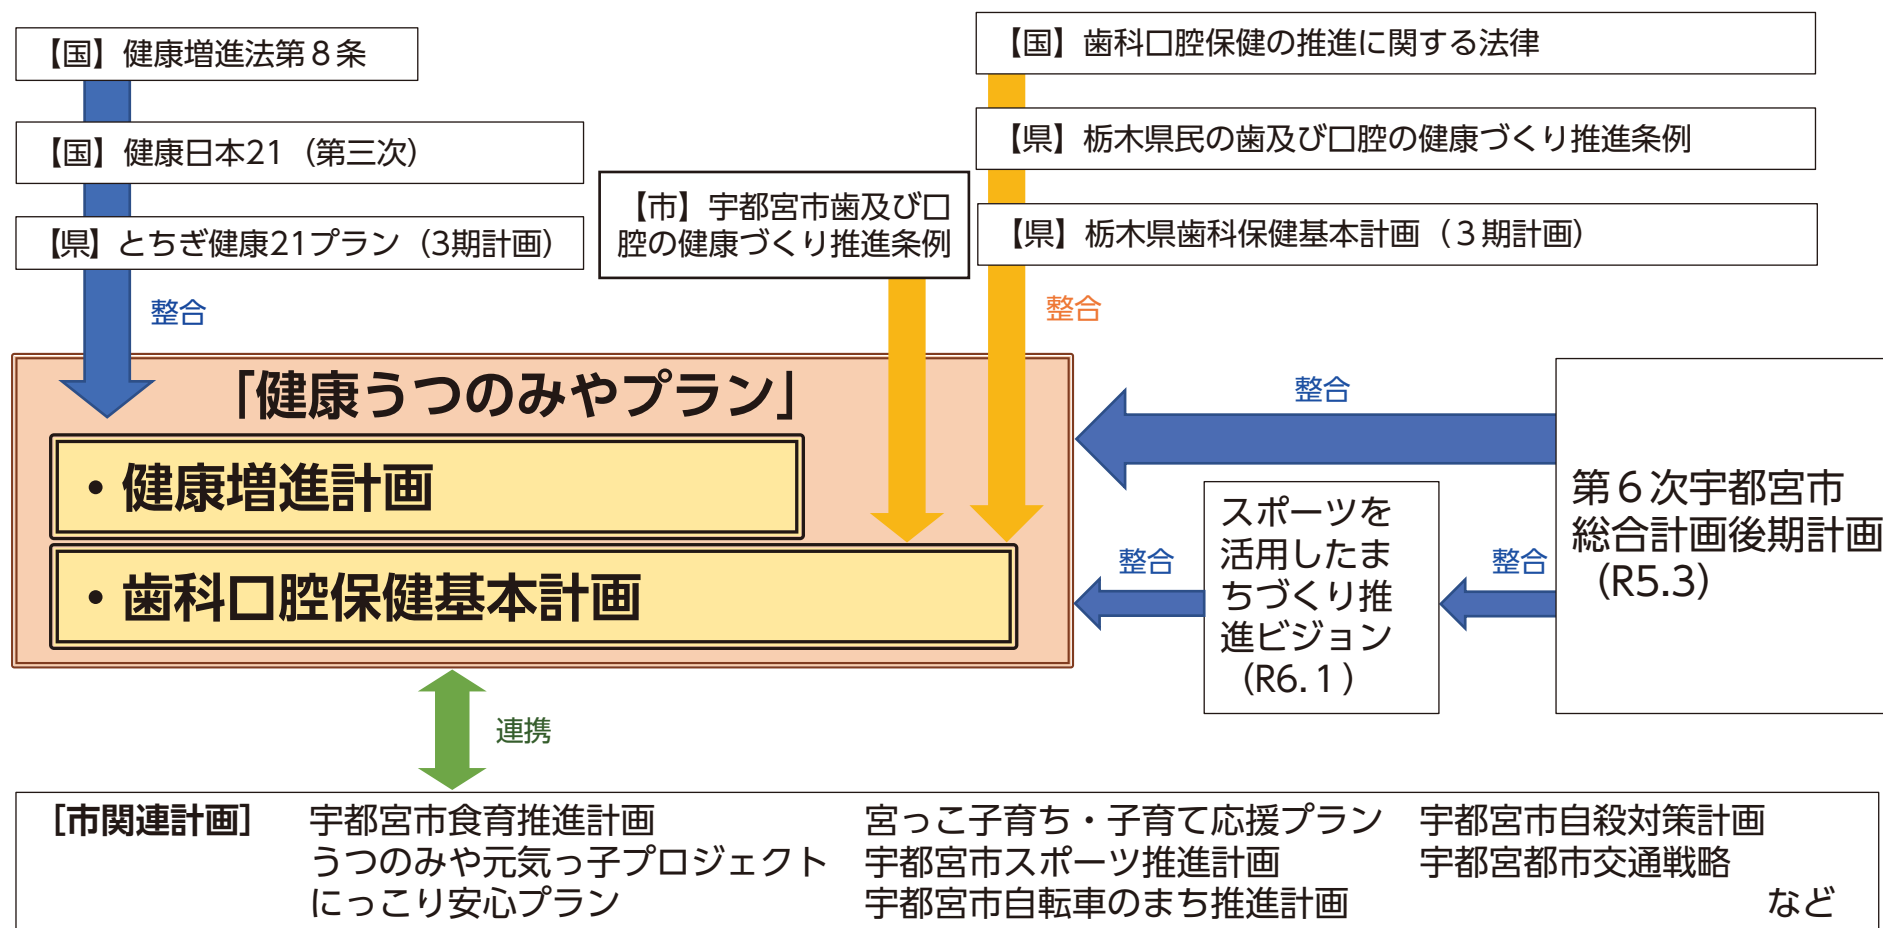 【国】健康増進法第８条
【国】健康日本21（第三次）
【県】とちぎ健康21プラン（3期計画）
整合
【市】宇都宮市歯及び口
腔の健康づくり推進条例
【国】歯科口腔保健の推進に関する法律
【県】栃木県民の歯及び口腔の健康づくり推進条例
【県】栃木県歯科保健基本計画（３期計画）
整合
「健康うつのみやプラン」
・健康増進計画
・歯科口腔保健基本計画
整合
整合
スポーツを
活用したま
ちづくり推
進ビジョン
（R6.１）
整合
第６次宇都宮市
総合計画後期計画
（R5.3）
連携
［市関連計画］
宇都宮市食育推進計画
うつのみや元気っ子プロジェクト
にっこり安心プラン
宮っこ子育ち・子育て応援プラン
宇都宮市スポーツ推進計画
宇都宮市自転車のまち推進計画
宇都宮市自殺対策計画
宇都宮都市交通戦略
など